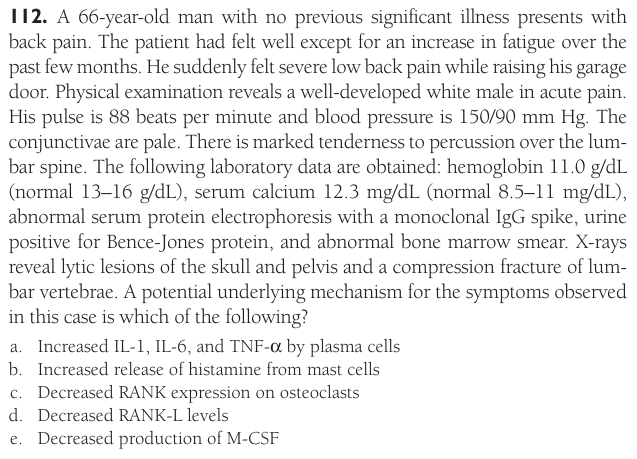 112. A 66-year-old man with no previous significant illness presents with
back pain. The patient had felt well except for an increase in fatigue over the
past few months. He suddenly felt severe low back pain while raising his garage
door. Physical examination reveals a well-developed white male in acute pain.
His pulse is 88 beats per minute and blood pressure is 150/90 mm Hg. The
conjunctivae are pale. There is marked tenderness to percussion over the lum-
bar spine. The following laboratory data are obtained: hemoglobin 11.0 g/dL
(normal 13–16 g/dL), serum calcium 12.3 mg/dL (normal 8.5–11 mg/dL),
abnormal serum protein electrophoresis with a monoclonal IgG spike, urine
positive for Bence-Jones protein, and abnormal bone marrow smear. X-rays
reveal lytic lesions of the skull and pelvis and a compression fracture of lum-
bar vertebrae. A potential underlying mechanism for the symptoms observed
in this case is which of the following?
a. Increased IL-1, IL-6, and TNF-α by plasma cells
b. Increased release of histamine from mast cells
c. Decreased RANK expression on osteoclasts
d. Decreased RANK-L levels
e. Decreased production of M-CSF